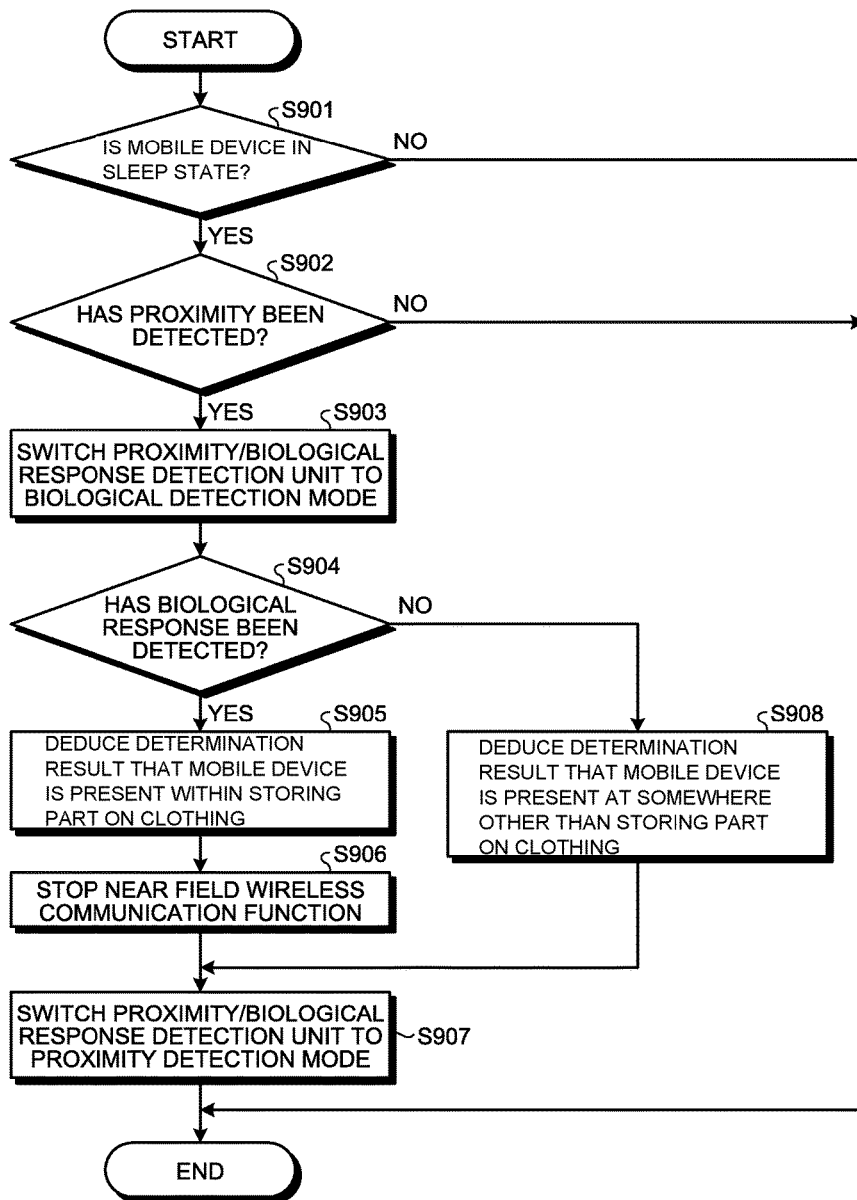 START
S901
IS MOBILE DEVICE IN
SLEEP STATE?
NO
YES
S902
HAS PROXIMITY BEEN
DETECTED?
NO
YES
S903
SWITCH PROXIMITY/BIOLOGICAL
RESPONSE DETECTION UNIT TO
BIOLOGICAL DETECTION MODE
S904
HAS BIOLOGICAL
RESPONSE BEEN
DETECTED?
NO
YES
S905
DEDUCE DETERMINATION
RESULT THAT MOBILE DEVICE
IS PRESENT WITHIN STORING
PART ON CLOTHING
S908
DEDUCE DETERMINATION
RESULT THAT MOBILE DEVICE
IS PRESENT AT SOMEWHERE
OTHER THAN STORING PART
ON CLOTHING
S906
STOP NEAR FIELD WIRELESS
COMMUNICATION FUNCTION
SWITCH PROXIMITY/BIOLOGICAL
RESPONSE DETECTION UNIT TO
PROXIMITY DETECTION MODE
S907
END